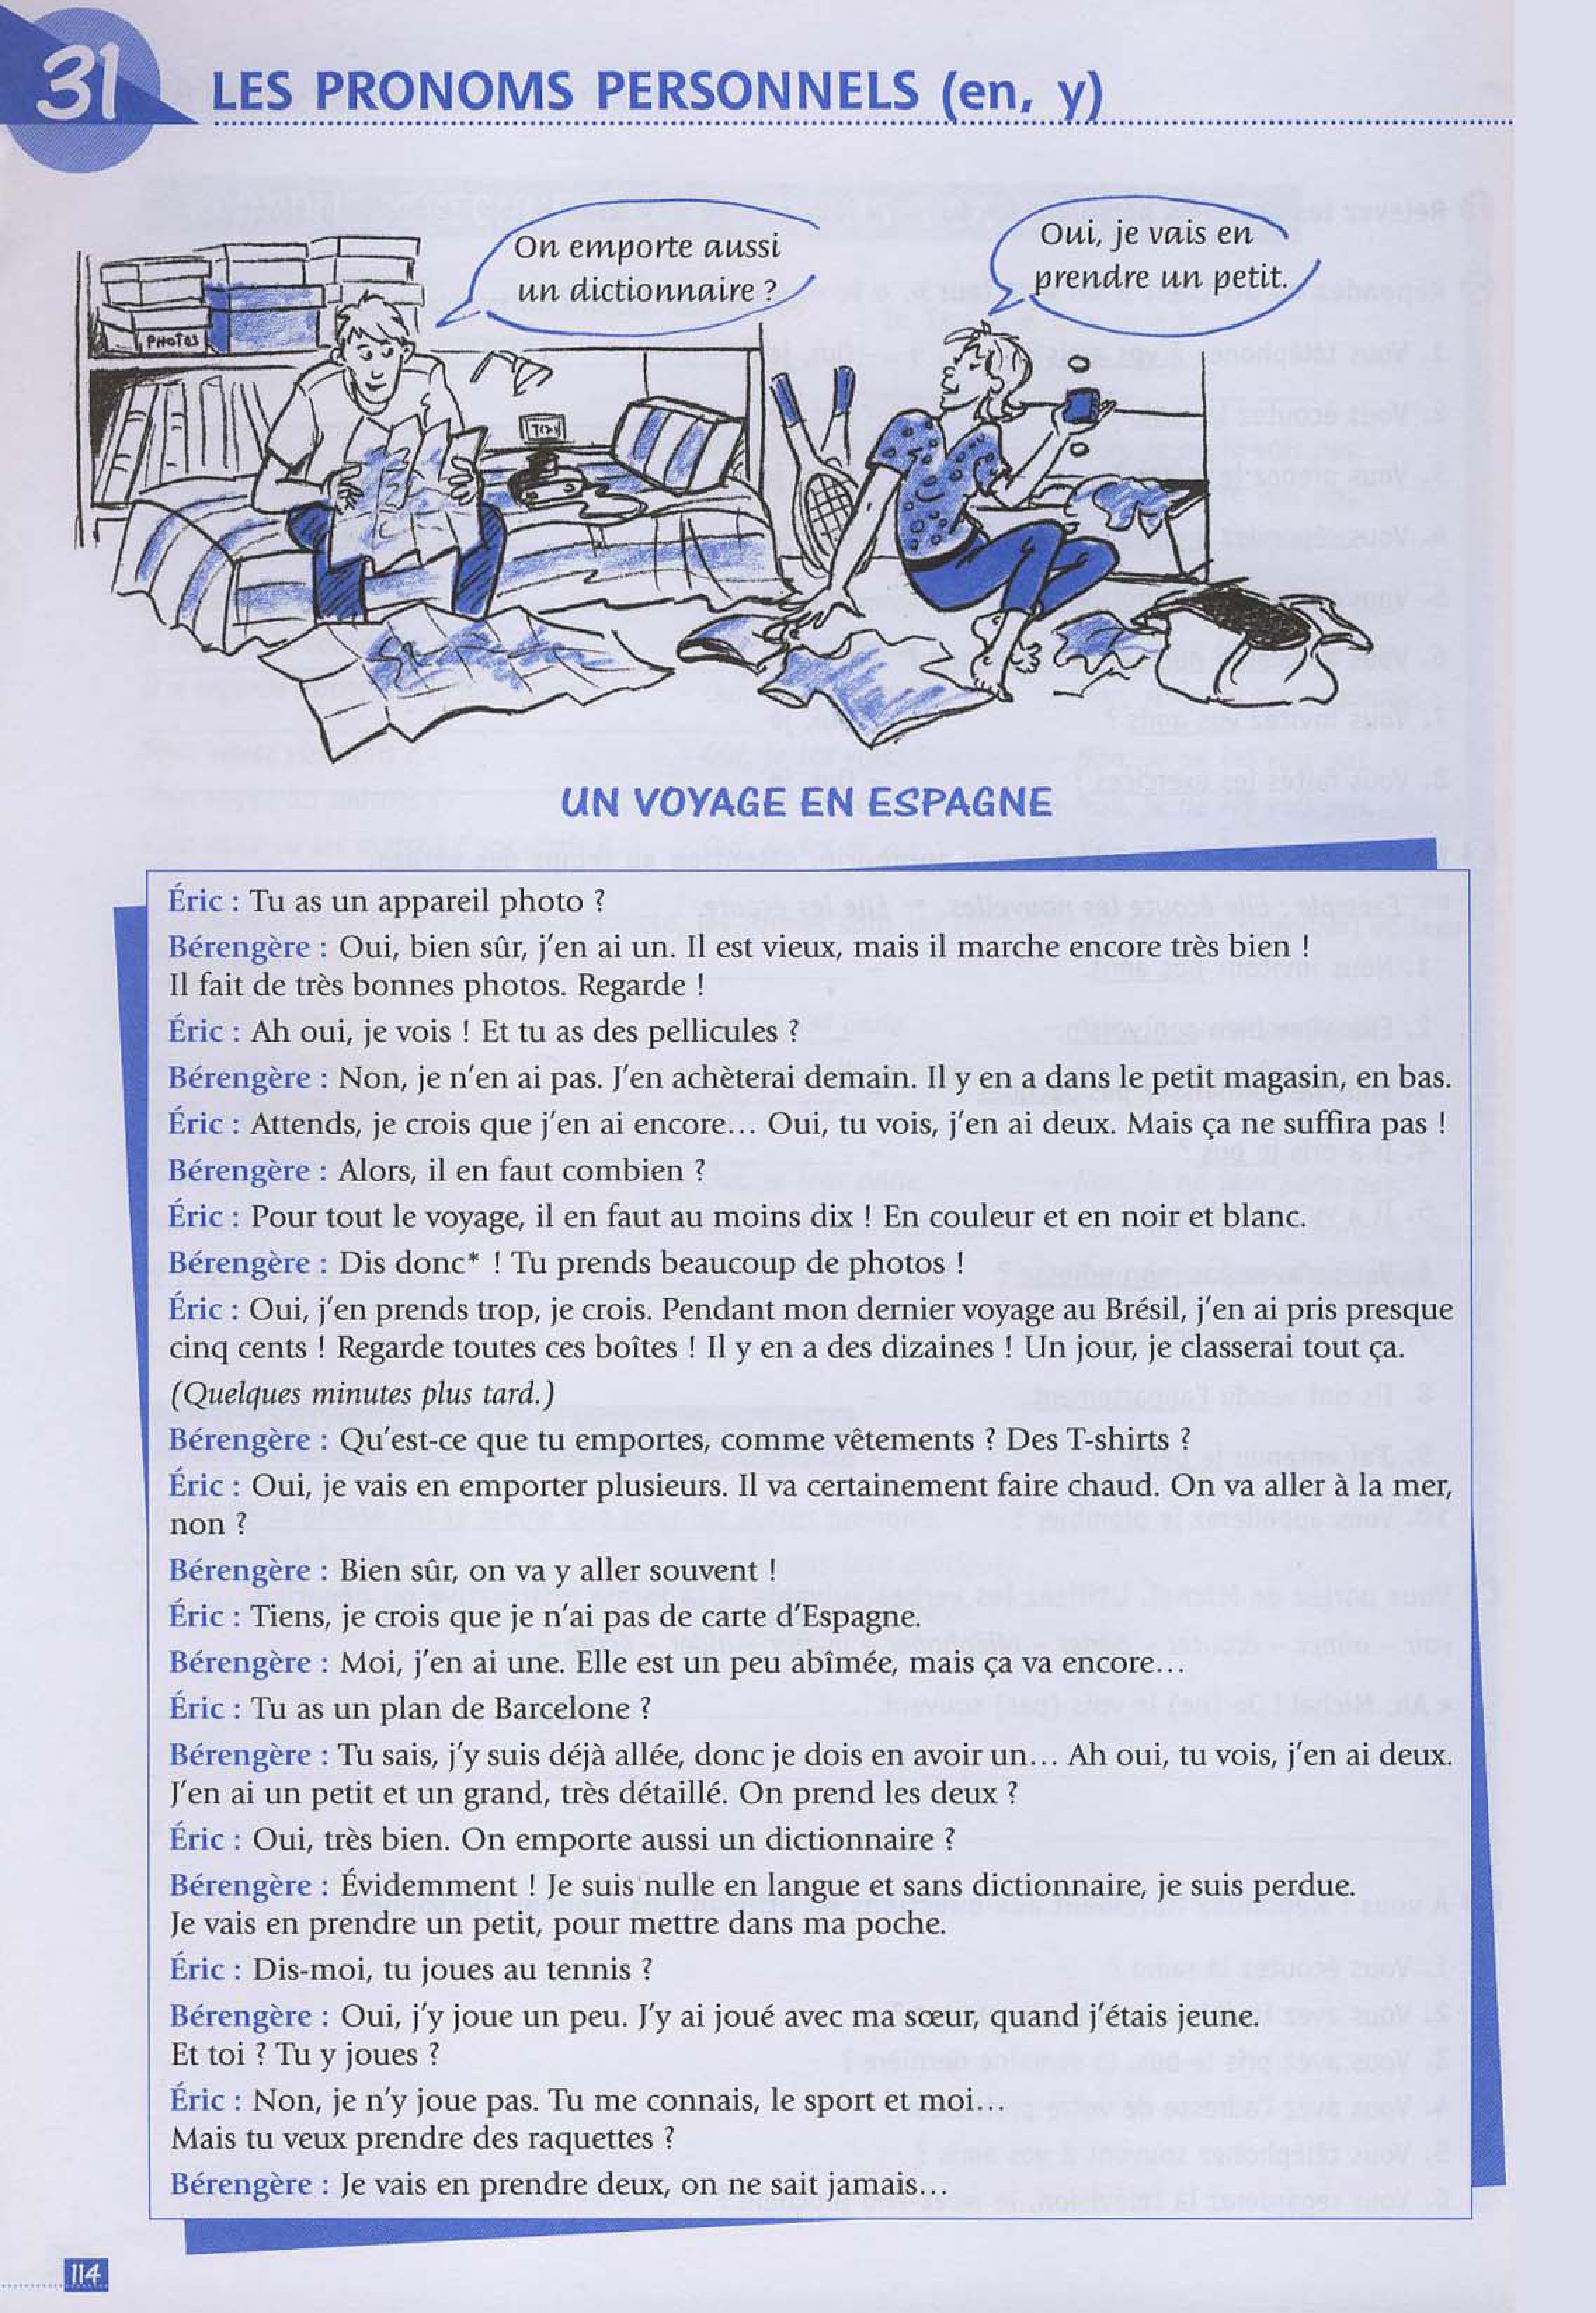 31
LES PRONOMS PERSONNELS (en, y)
On emporte aussi
un dictionnaire ?
Oui, je vais en
prendre un petit.
PHOTOS
UN VOYAGE EN ESPAGNE
Éric : Tu as un appareil photo ?
Bérengère : Oui, bien sûr, j'en ai un. Il est vieux, mais il marche encore très bien !
Il fait de très bonnes photos. Regarde !
Éric : Ah oui, je vois ! Et tu as des pellicules ?
Bérengère : Non, je n'en ai pas. J'en achèterai demain. Il y en a dans le petit magasin, en bas.
Éric : Attends, je crois que j'en ai encore… Oui, tu vois, j'en ai deux. Mais ça ne suffira pas !
Bérengère : Alors, il en faut combien ?
Éric : Pour tout le voyage, il en faut au moins dix ! En couleur et en noir et blanc.
Bérengère : Dis donc* ! Tu prends beaucoup de photos !
Éric : Oui, j'en prends trop, je crois. Pendant mon dernier voyage au Brésil, j'en ai pris presque
cinq cents ! Regarde toutes ces boîtes ! Il y en a des dizaines ! Un jour, je classerai tout ça.
(Quelques minutes plus tard.)
Bérengère : Qu'est-ce que tu emportes, comme vêtements ? Des T-shirts ?
Éric : Oui, je vais en emporter plusieurs. Il va certainement faire chaud. On va aller à la mer,
non ?
Bérengère : Bien sûr, on va y aller souvent !
Éric : Tiens, je crois que je n'ai pas de carte d'Espagne.
Bérengère : Moi, j'en ai une. Elle est un peu abîmée, mais ça va encore…
Éric : Tu as un plan de Barcelone ?
Bérengère : Tu sais, j'y suis déjà allée, donc je dois en avoir un… Ah oui, tu vois, j'en ai deux.
J'en ai un petit et un grand, très détaillé. On prend les deux ?
Éric : Oui, très bien. On emporte aussi un dictionnaire ?
Bérengère : Évidemment ! Je suis nulle en langue et sans dictionnaire, je suis perdue.
Je vais en prendre un petit, pour mettre dans ma poche.
Éric : Dis-moi, tu joues au tennis ?
Bérengère : Oui, j'y joue un peu. J'y ai joué avec ma sœur, quand j'étais jeune.
Et toi ? Tu y joues ?
Éric : Non, je n'y joue pas. Tu me connais, le sport et moi…
Mais tu veux prendre des raquettes ?
Bérengère : Je vais en prendre deux, on ne sait jamais…
114